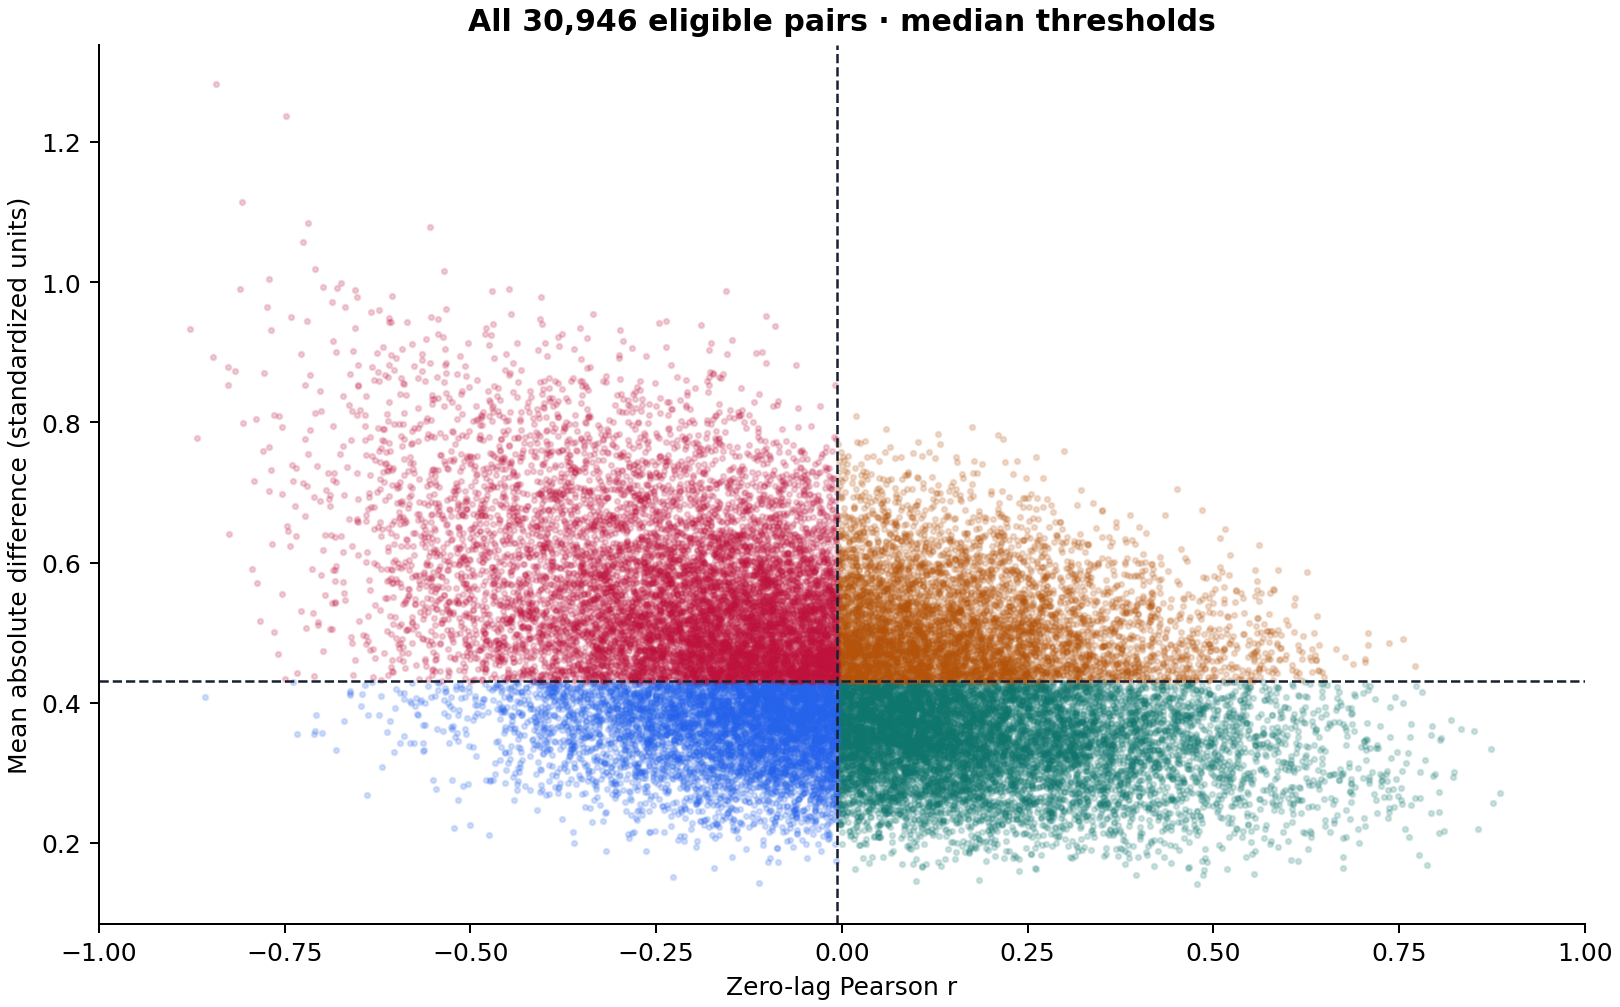 All 30,946 eligible pairs · median thresholds
Mean absolute difference (standardized units)
1.2
1.0
0.8
0.6
0.4
0.2
−1.00 −0.75 −0.50 −0.25 0.00 0.25 0.50 0.75 1.00
Zero-lag Pearson r